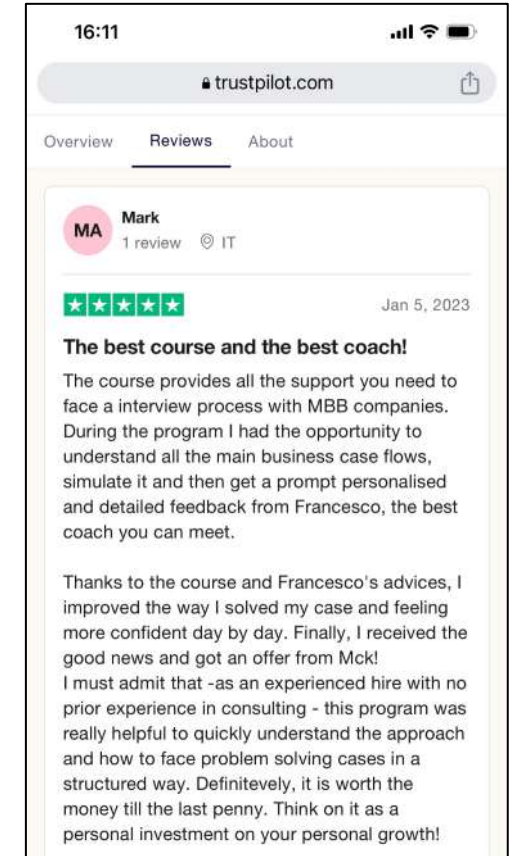 16:11
trustpilot.com
Overview Reviews About
MA
Mark
1 review IT
Jan 5, 2023
The best course and the best coach!
The course provides all the support you need to
face a interview process with MBB companies.
During the program I had the opportunity to
understand all the main business case flows,
simulate it and then get a prompt personalised
and detailed feedback from Francesco, the best
coach you can meet.
Thanks to the course and Francesco's advices, I
improved the way I solved my case and feeling
more confident day by day. Finally, I received the
good news and got an offer from Mck!
I must admit that -as an experienced hire with no
prior experience in consulting - this program was
really helpful to quickly understand the approach
and how to face problem solving cases in a
structured way. Definitevely, it is worth the
money till the last penny. Think on it as a
personal investment on your personal growth!